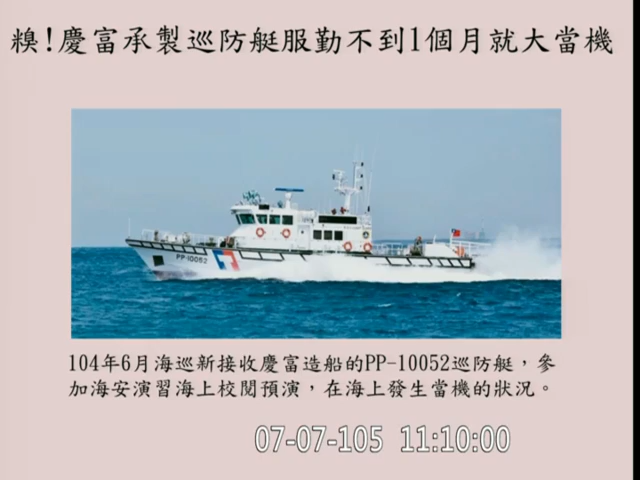 糗!慶富承製巡防艇服勤不到1個月就大當機
PP-10052
104年6月海巡新接收慶富造船的PP-10052巡防艇，參
加海安演習海上校閱預演，在海上發生當機的狀況。
07-07-105 11:10:00